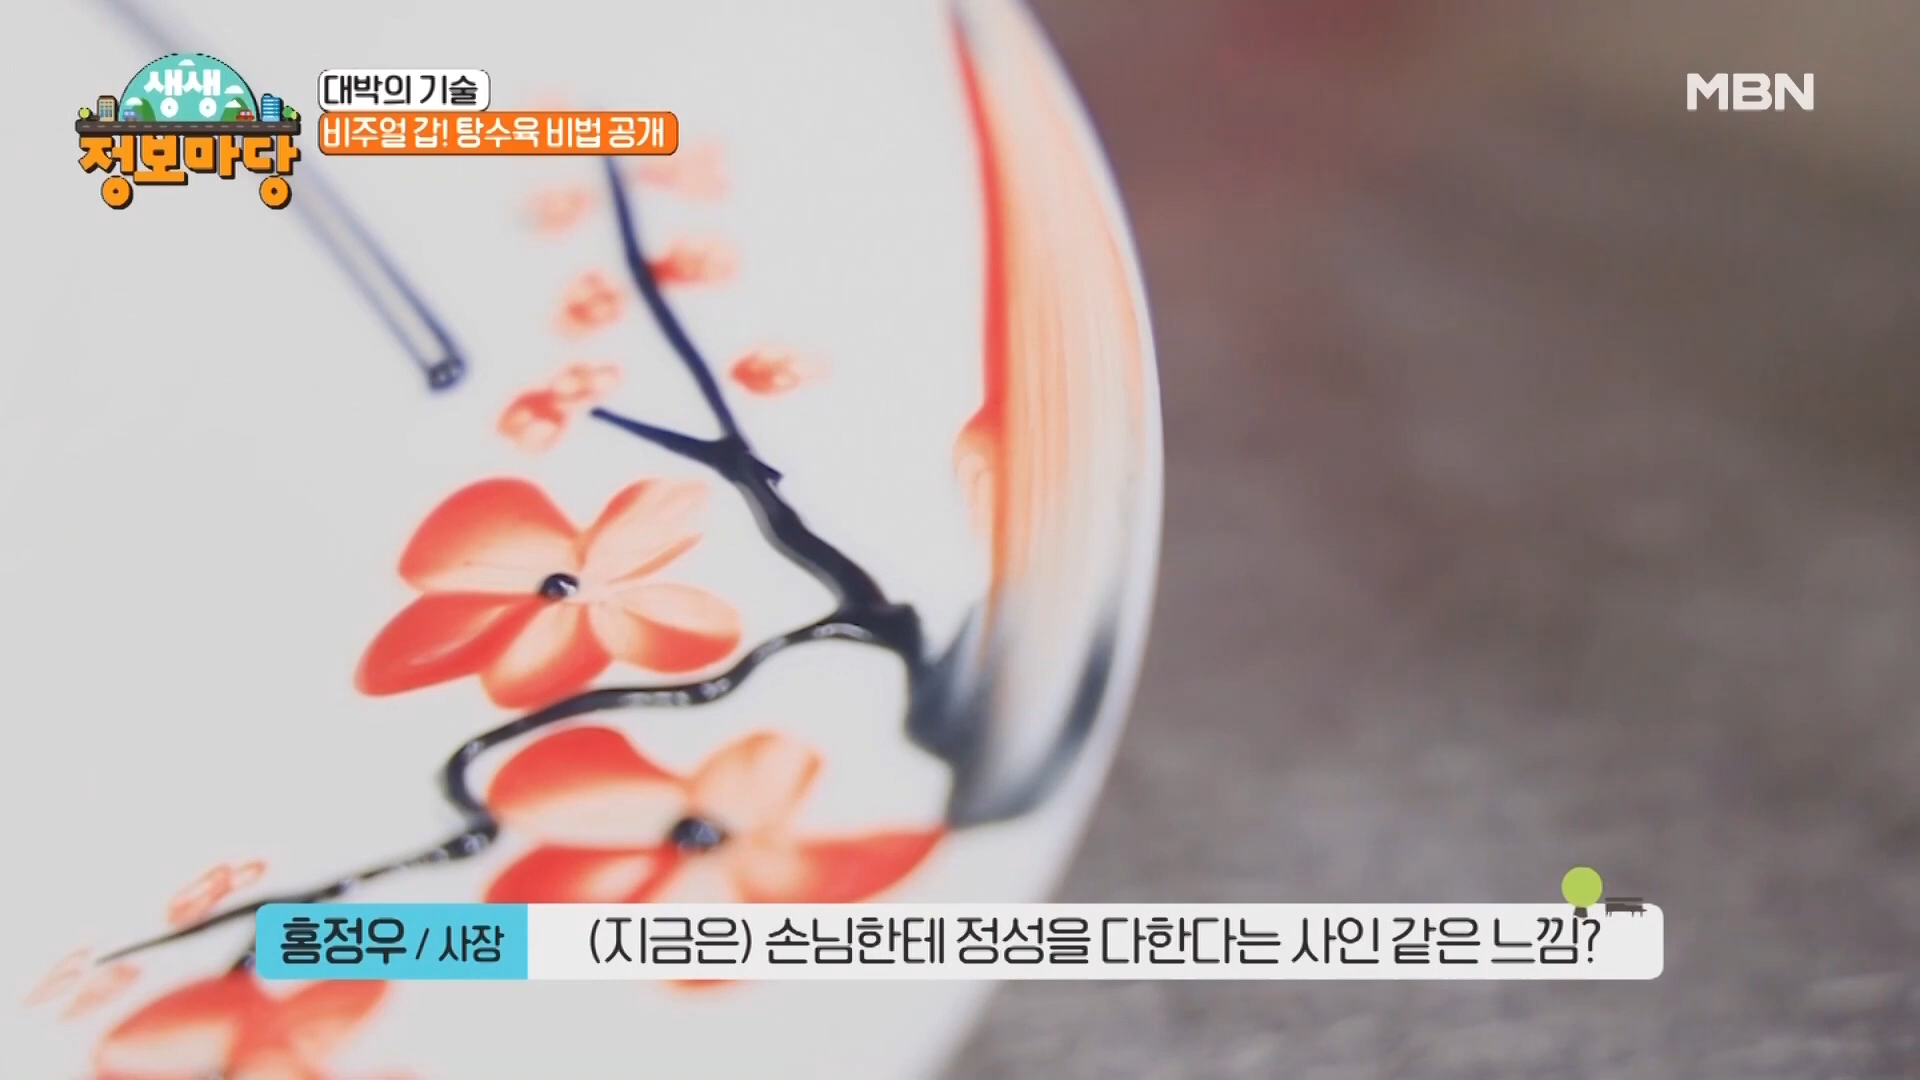 생생
정보마당
대박의 기술
비주얼 갑! 탕수육 비법 공개
MBN
홍정우 / 사장
(지금은) 손님한테 정성을 다한다는 사인 같은 느낌?